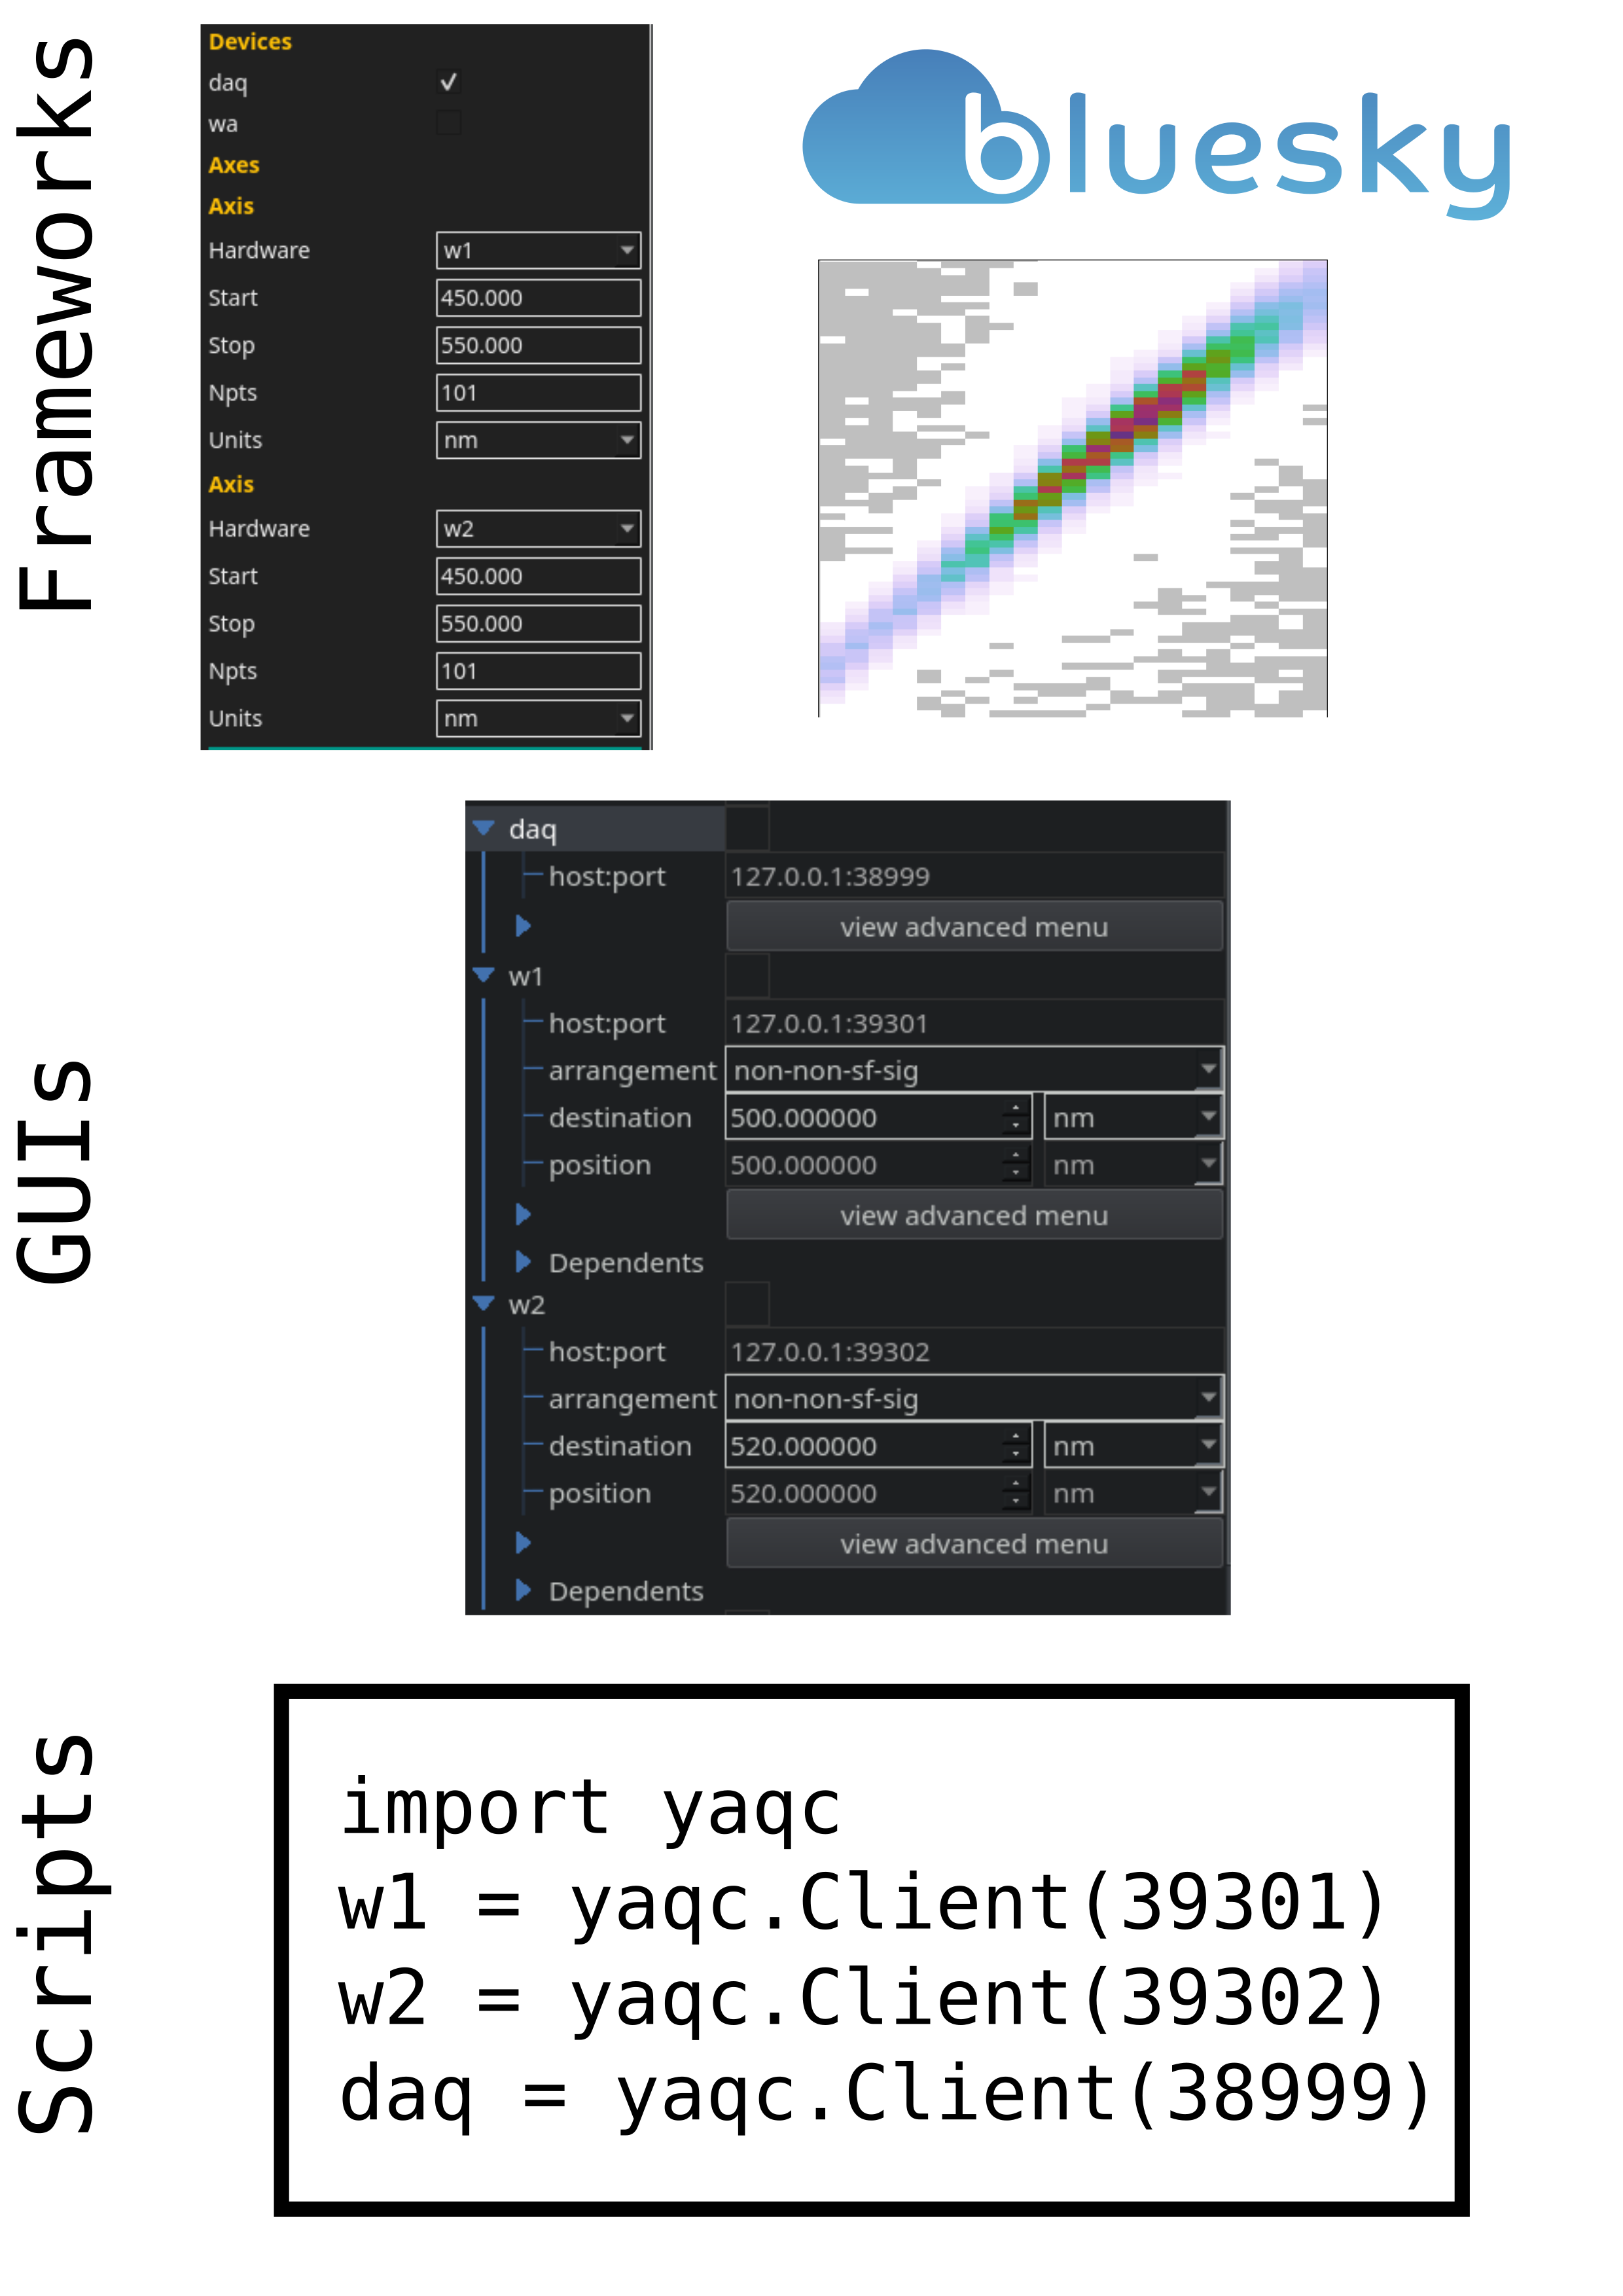 Frameworks
Devices
daq
wa
Axes
Axis
Hardware w1
Start 450.000
Stop 550.000
Npts 101
Units nm
Axis
Hardware w2
Start 450.000
Stop 550.000
Npts 101
Units nm
bluesky
GUIs
daq
host:port 127.0.0.1:38999
view advanced menu
w1
host:port 127.0.0.1:39301
arrangement non-non-sf-sig
destination 500.000000 nm
position 500.000000 nm
view advanced menu
Dependents
w2
host:port 127.0.0.1:39302
arrangement non-non-sf-sig
destination 520.000000 nm
position 520.000000 nm
view advanced menu
Dependents
Scripts
import yaqc
w1 = yaqc.Client(39301)
w2 = yaqc.Client(39302)
daq = yaqc.Client(38999)